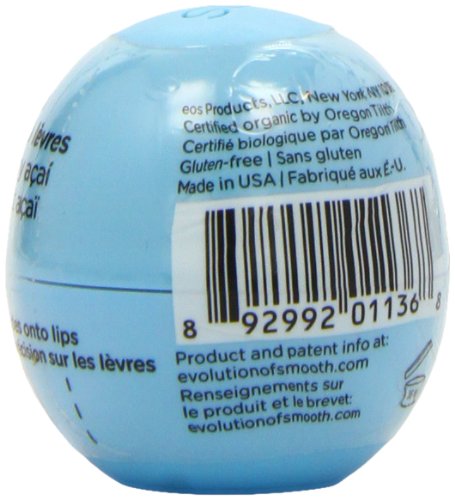 eos Products, LLC, New York, NY
Certified organic by Oregon Tilth
Certifié biologique par Oregon Tilth
Gluten-free | Sans gluten
Made in USA | Fabriqué aux É-U.
lèvres
açaí
açaï
onto lips
sur les lèvres
8 92992 01136 8
Product and patent info at:
evolutionofsmooth.com
Renseignements sur
le produit et le brevet:
evolutionofsmooth.com